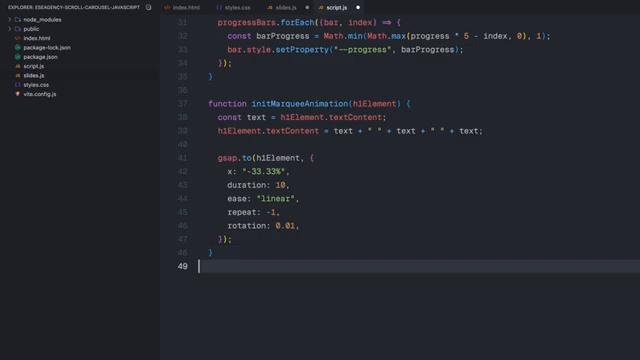 EXPLORER: ESEAGENCY-SCROLL-CAROUSEL-JAVASCRIPT
node_modules
public
index.html
package-lock.json
package.json
script.js
slides.js
styles.css
vite.config.js
index.html
styles.css
slides.js
script.js
31 progressBars.forEach((bar, index) => {
32 const barProgress = Math.min(Math.max(progress * 5 - index, 0), 1);
33 bar.style.setProperty("--progress", barProgress);
34 });
35 }
36
37 function initMarqueeAnimation(h1Element) {
38 const text = h1Element.textContent;
39 h1Element.textContent = text + " " + text + " " + text;
40
41 gsap.to(h1Element, {
42 x: "-33.33%",
43 duration: 10,
44 ease: "linear",
45 repeat: -1,
46 rotation: 0.01,
47 });
48 }
49